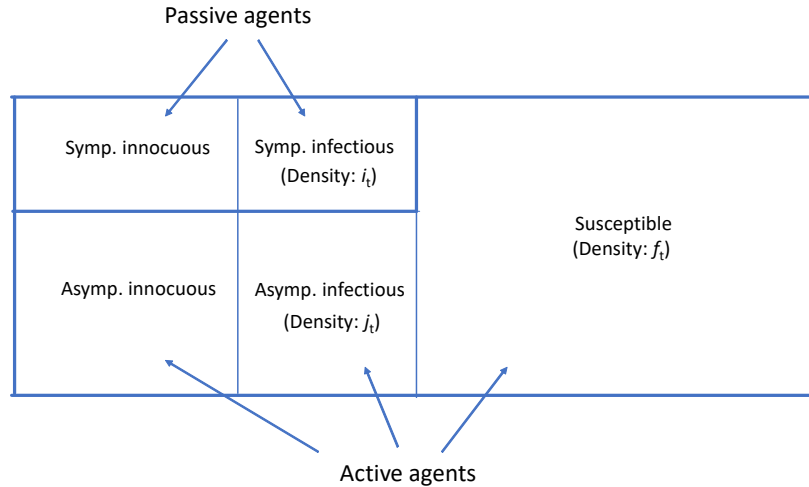 Passive agents
Symp. innocuous
Symp. infectious
(Density: iₜ)
Susceptible
(Density: fₜ)
Asymp. innocuous
Asymp. infectious
(Density: jₜ)
Active agents